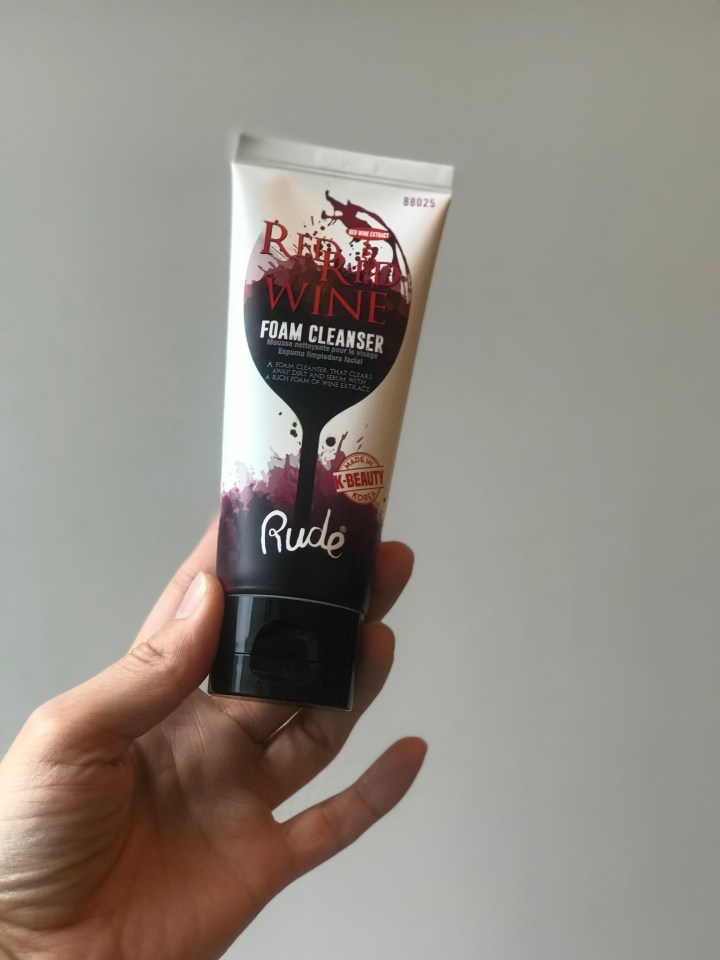 88025
RED WINE EXTRACT
RED RED
WINE
FOAM CLEANSER
Mousse nettoyante pour le visage
Espuma limpiadora facial
A FOAM CLEANSER THAT CLEARS
AWAY DIRT AND SEBUM WITH
A RICH FOAM OF WINE EXTRACT.
MADE IN
K-BEAUTY
KOREA
Rude®